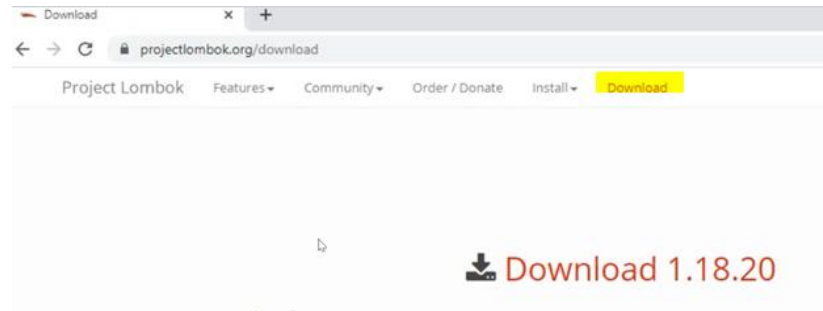 Download
projectlombok.org/download
Project Lombok Features Community Order / Donate Install Download
Download 1.18.20